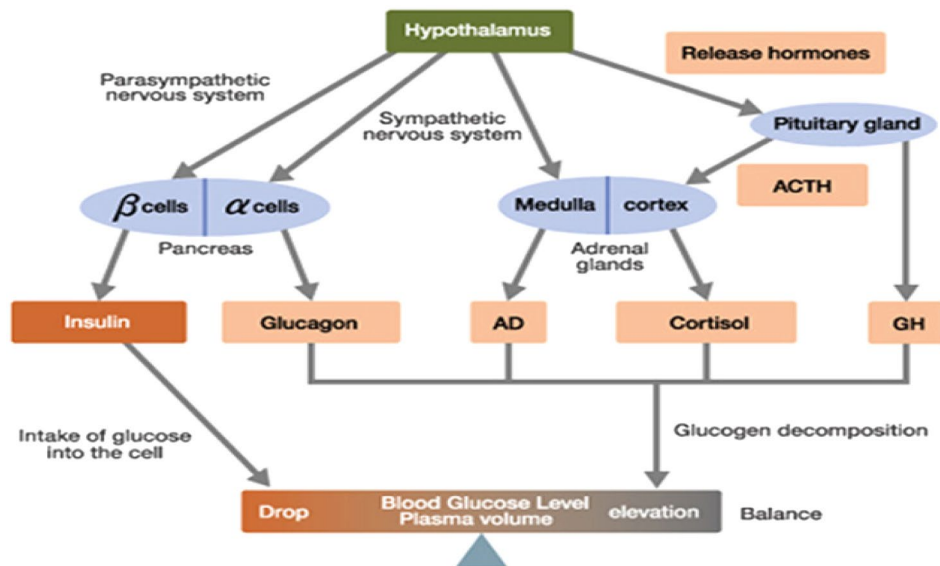 Hypothalamus
Release hormones
Parasympathetic
nervous system
Sympathetic
nervous system
Pituitary gland
ACTH
β cells
α cells
Pancreas
Medulla
cortex
Adrenal
glands
Insulin
Glucagon
AD
Cortisol
GH
Intake of glucose
into the cell
Glucogen decomposition
Drop
Blood Glucose Level
Plasma volume
elevation
Balance